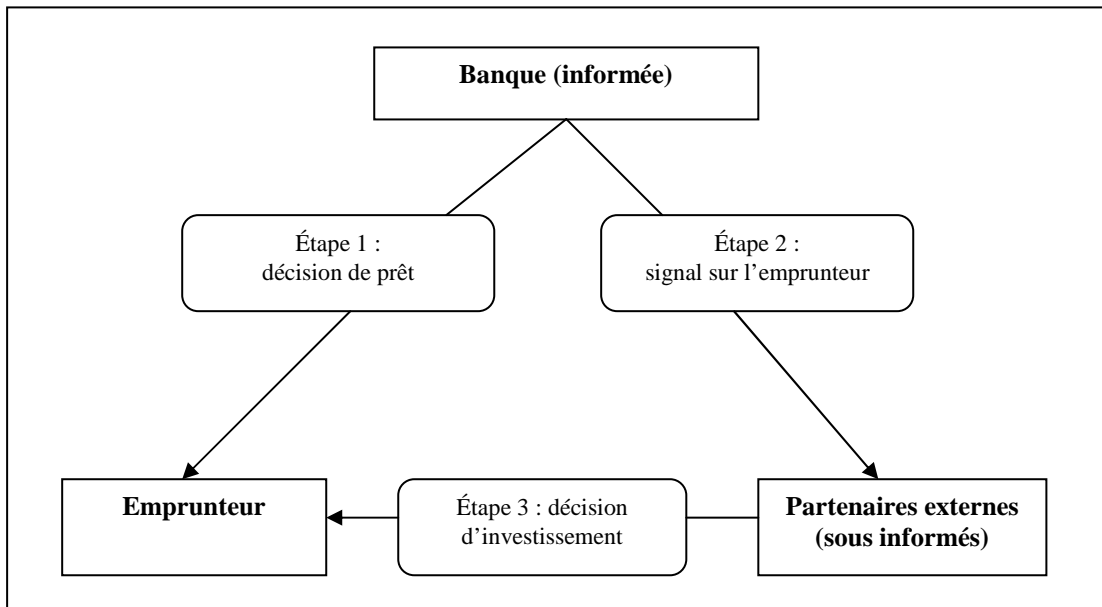 Banque (informée)
Étape 1 :
décision de prêt
Étape 2 :
signal sur l’emprunteur
Emprunteur
Étape 3 : décision
d’investissement
Partenaires externes
(sous informés)